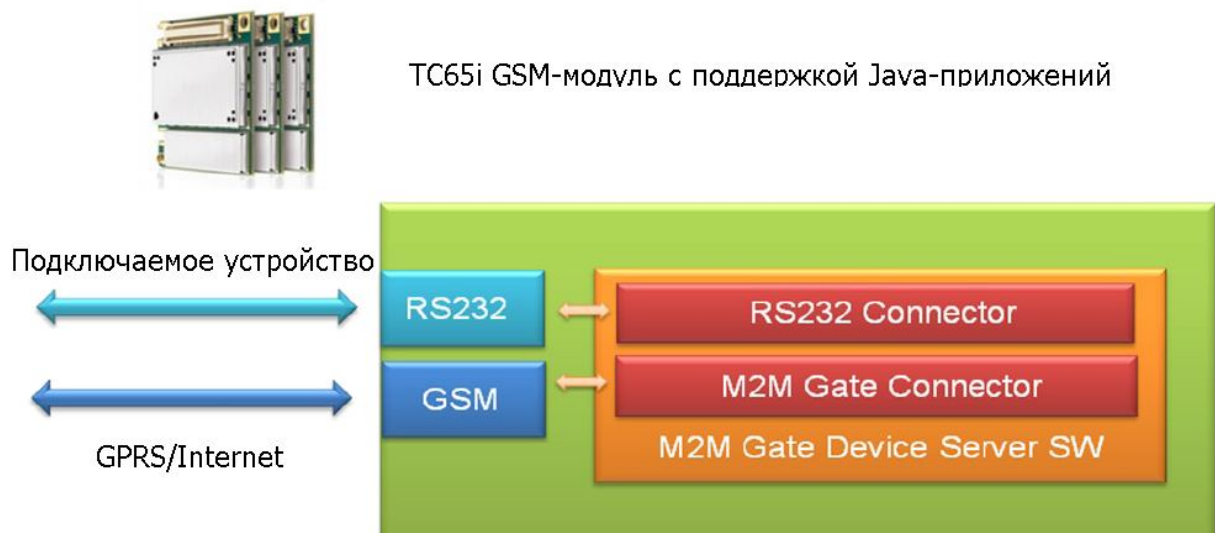 TC65i GSM-модуль с поддержкой Java-приложений
Подключаемое устройство
RS232
RS232 Connector
GSM
M2M Gate Connector
GPRS/Internet
M2M Gate Device Server SW